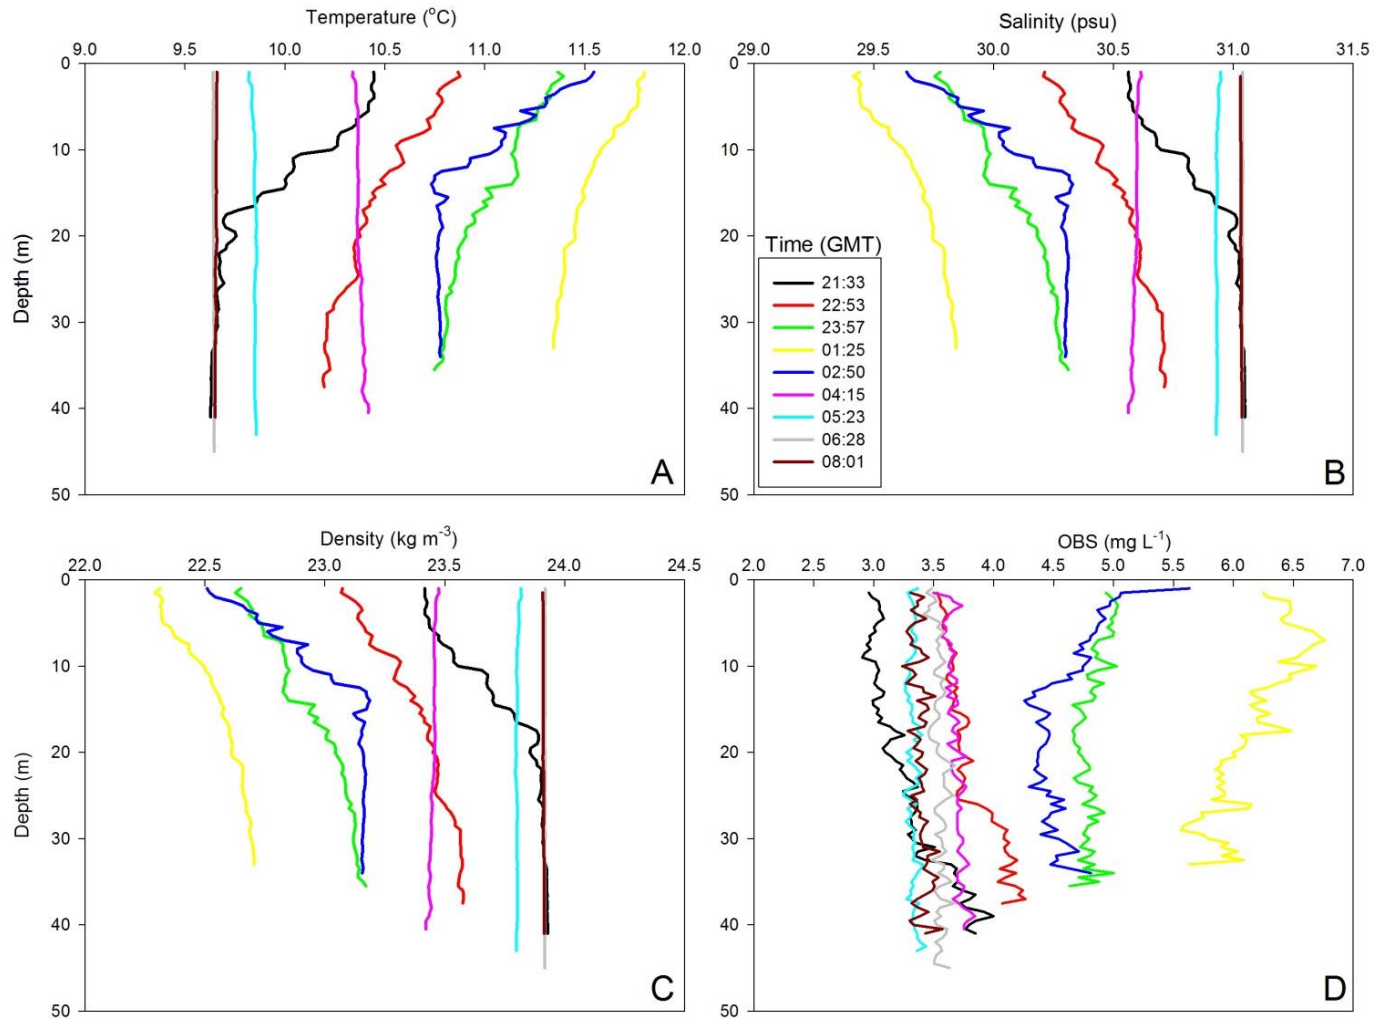 Temperature (°C)
9.0 9.5 10.0 10.5 11.0 11.5 12.0
0
10
20
30
40
50
Depth (m)
A
Salinity (psu)
29.0 29.5 30.0 30.5 31.0 31.5
0
10
20
30
40
50
Time (GMT)
21:33
22:53
23:57
01:25
02:50
04:15
05:23
06:28
08:01
B
Density (kg m-3)
22.0 22.5 23.0 23.5 24.0 24.5
0
10
20
30
40
50
Depth (m)
C
OBS (mg L-1)
2.0 2.5 3.0 3.5 4.0 4.5 5.0 5.5 6.0 6.5 7.0
0
10
20
30
40
50
Depth (m)
D